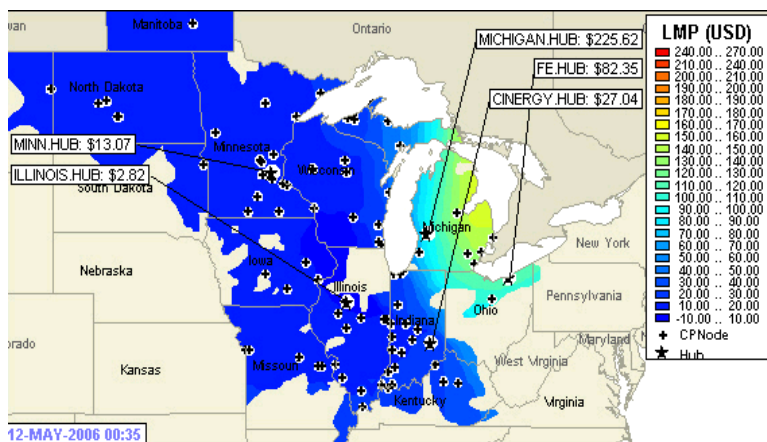 Manitoba
Ontario
MICHIGAN.HUB: $225.62
FE.HUB: $82.35
CINERGY.HUB: $27.04
North Dakota
Minnesota
MINN.HUB: $13.07
Wisconsin
ILLINOIS.HUB: $2.82
South Dakota
Michigan
New York
Iowa
Nebraska
Illinois
Pennsylvania
Ohio
Indiana
Maryland
Kansas
Missouri
West Virginia
Kentucky
Virginia
12-MAY-2006 00:35
LMP (USD)
240.00 .. 270.00
210.00 .. 240.00
200.00 .. 210.00
190.00 .. 200.00
180.00 .. 190.00
170.00 .. 180.00
160.00 .. 170.00
150.00 .. 160.00
140.00 .. 150.00
130.00 .. 140.00
120.00 .. 130.00
110.00 .. 120.00
100.00 .. 110.00
90.00 .. 100.00
80.00 .. 90.00
70.00 .. 80.00
60.00 .. 70.00
50.00 .. 60.00
40.00 .. 50.00
30.00 .. 40.00
20.00 .. 30.00
10.00 .. 20.00
-10.00 .. 10.00
CPNode
Hub